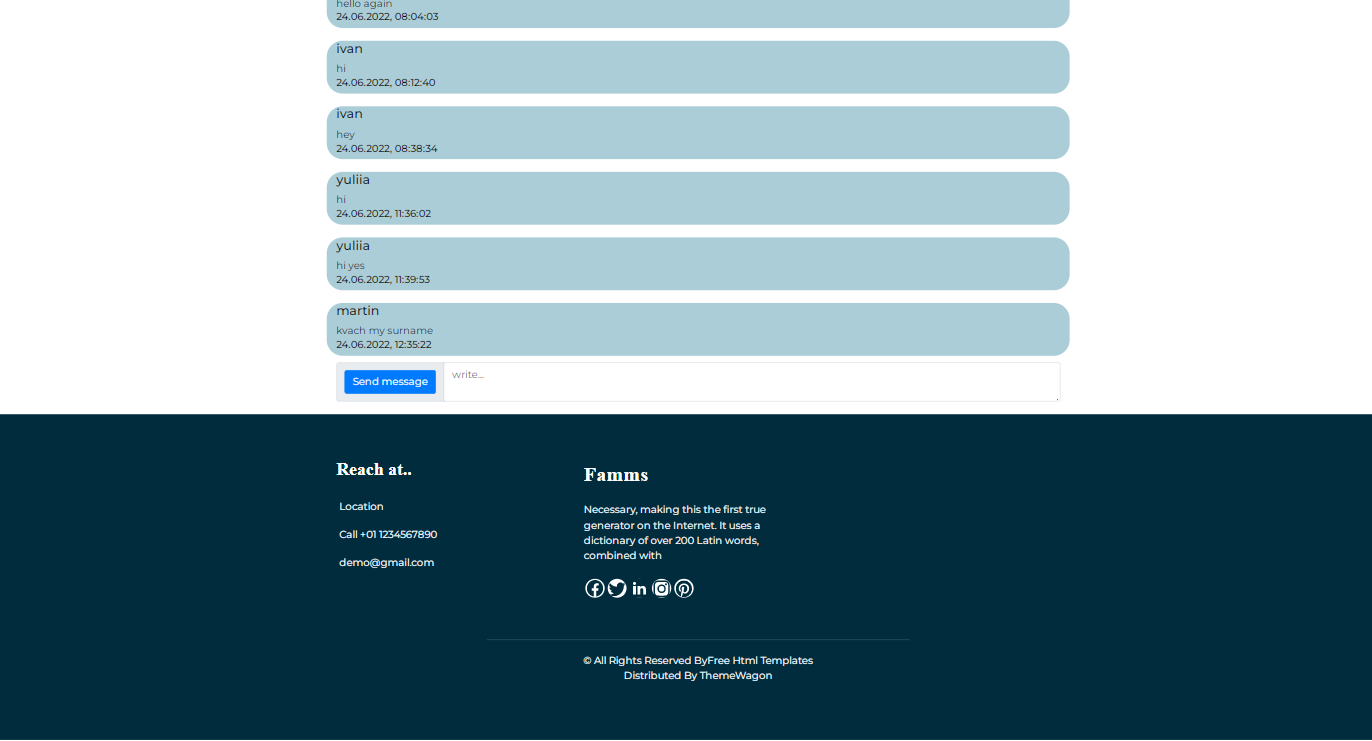 hello again
24.06.2022, 08:04:03
ivan
hi
24.06.2022, 08:12:40
ivan
hey
24.06.2022, 08:38:34
yuliia
hi
24.06.2022, 11:36:02
yuliia
hi yes
24.06.2022, 11:39:53
martin
kvach my surname
24.06.2022, 12:35:22
Send message
write...
Reach at..
Location
Call +01 1234567890
demo@gmail.com
Famms
Necessary, making this the first true
generator on the Internet. It uses a
dictionary of over 200 Latin words,
combined with
© All Rights Reserved ByFree Html Templates
Distributed By ThemeWagon